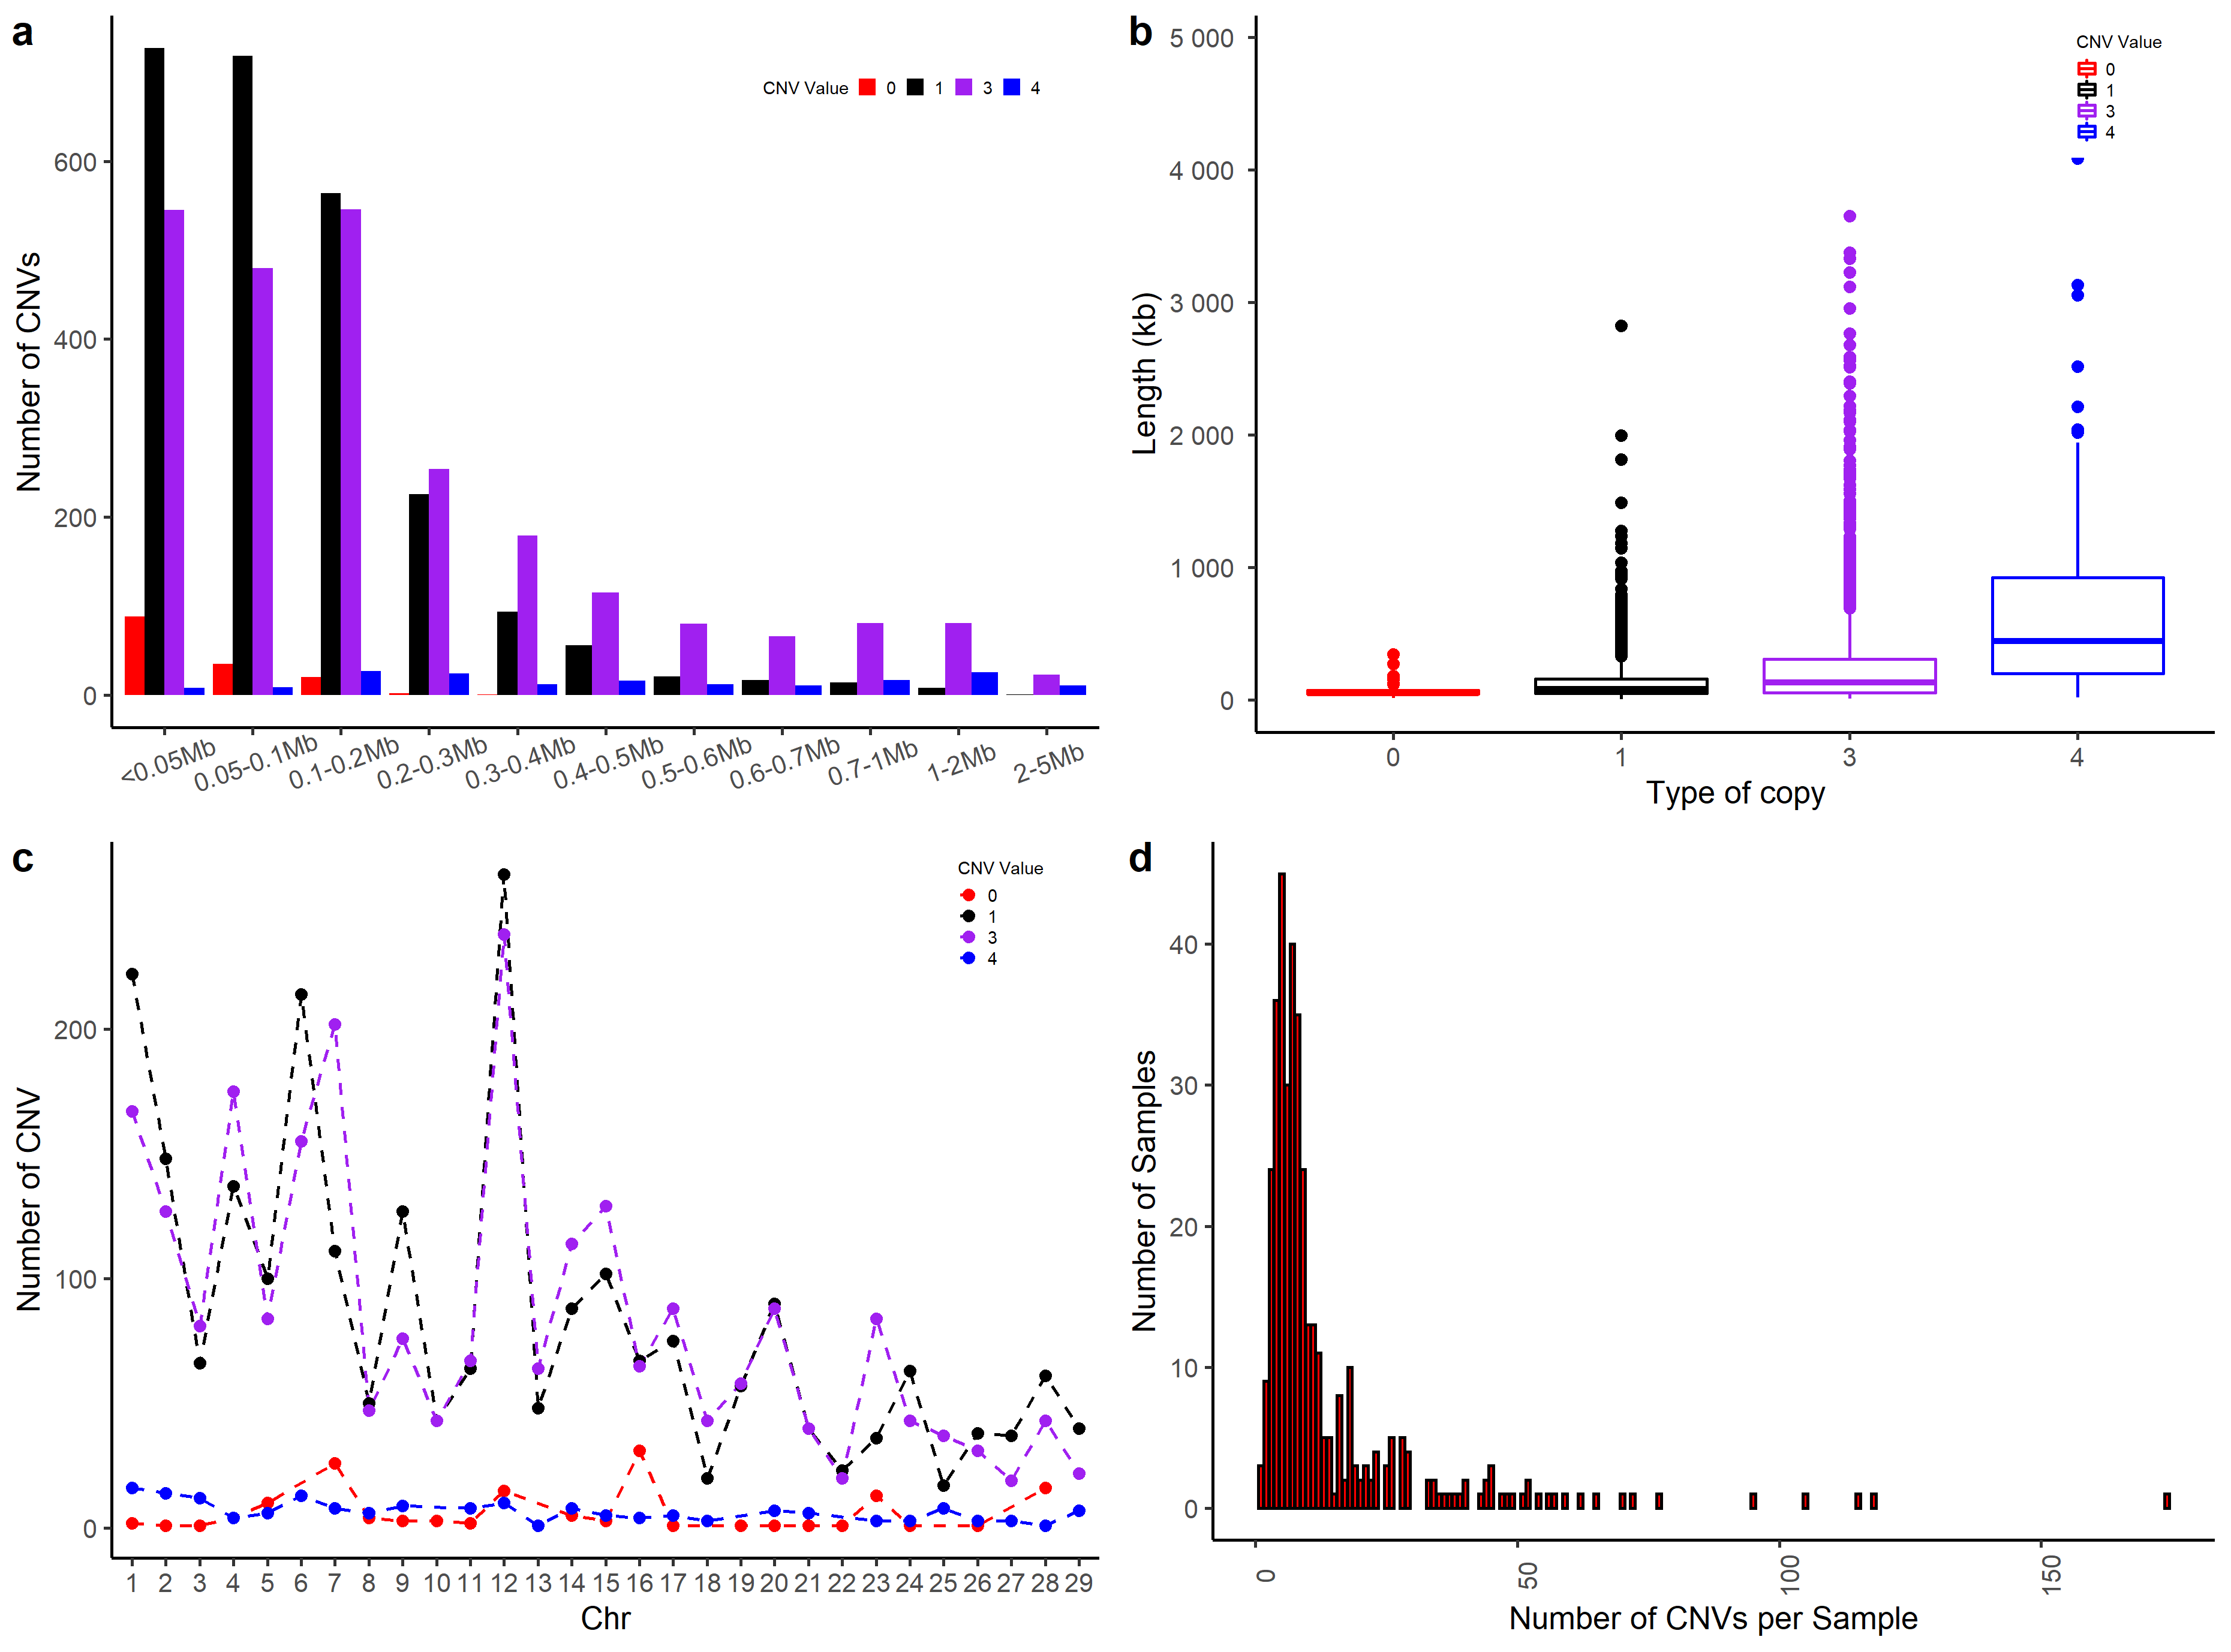 a
CNV Value 0 1 3 4
Number of CNVs
600
400
200
0
<0.05Mb 0.05-0.1Mb 0.1-0.2Mb 0.2-0.3Mb 0.3-0.4Mb 0.4-0.5Mb 0.5-0.6Mb 0.6-0.7Mb 0.7-1Mb 1-2Mb 2-5Mb
b
CNV Value
0
1
3
4
Length (kb)
5 000
4 000
3 000
2 000
1 000
0
0 1 3 4
Type of copy
c
CNV Value
0
1
3
4
Number of CNV
200
100
0
1 2 3 4 5 6 7 8 9 10 11 12 13 14 15 16 17 18 19 20 21 22 23 24 25 26 27 28 29
Chr
d
Number of Samples
40
30
20
10
0
0 50 100 150
Number of CNVs per Sample